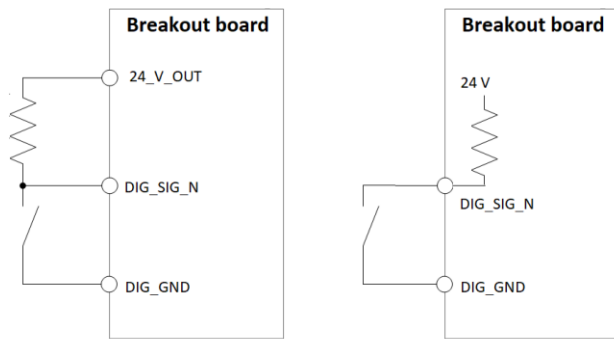 Breakout board
24_V_OUT
DIG_SIG_N
DIG_GND
Breakout board
24 V
DIG_SIG_N
DIG_GND